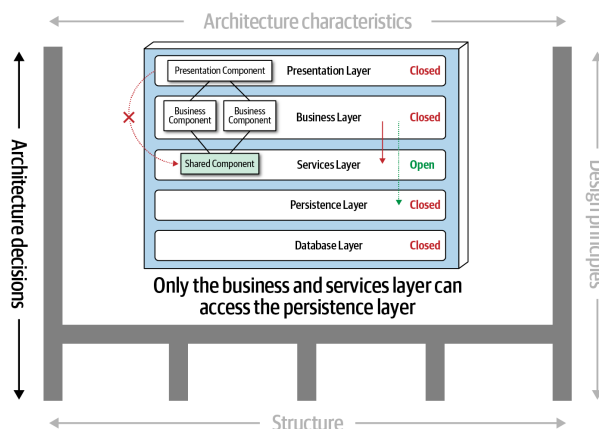 Architecture characteristics
Architecture decisions
Presentation Component
Presentation Layer
Closed
Business
Component
Business
Component
Business Layer
Closed
Shared Component
Services Layer
Open
Persistence Layer
Closed
Database Layer
Closed
Only the business and services layer can
access the persistence layer
Design principles
Structure